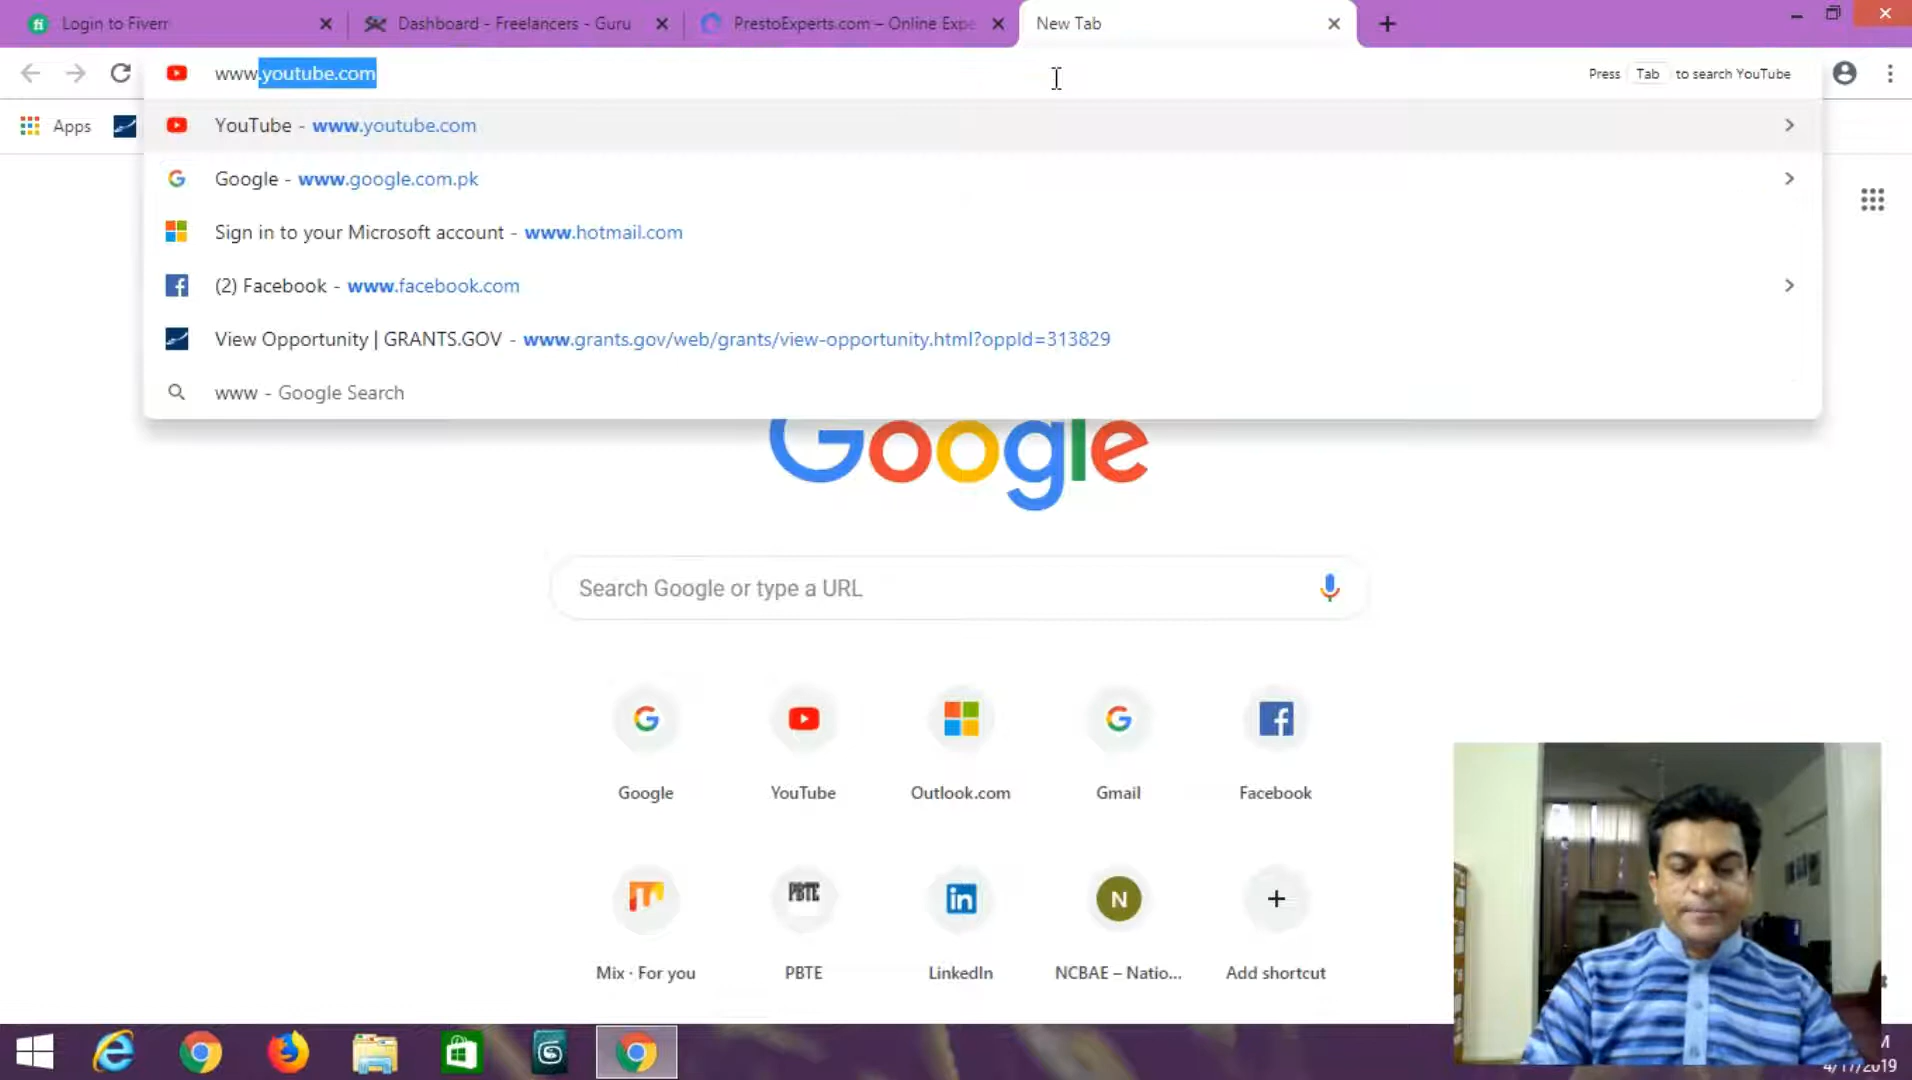 Login to Fiverr
Dashboard - Freelancers - Guru
PrestoExperts.com – Online Expe
New Tab
www.youtube.com
Press Tab to search YouTube
Apps
YouTube - www.youtube.com
Google - www.google.com.pk
Sign in to your Microsoft account - www.hotmail.com
(2) Facebook - www.facebook.com
View Opportunity | GRANTS.GOV - www.grants.gov/web/grants/view-opportunity.html?oppId=313829
www - Google Search
Google
Search Google or type a URL
Google
YouTube
Outlook.com
Gmail
Facebook
PBTE
N
Mix · For you
PBTE
LinkedIn
NCBAE – Natio...
Add shortcut
M
4/17/2019